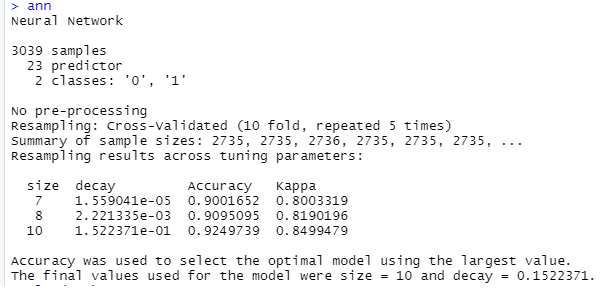 > ann
Neural Network

3039 samples
  23 predictor
   2 classes: '0', '1'

No pre-processing
Resampling: Cross-Validated (10 fold, repeated 5 times)
Summary of sample sizes: 2735, 2735, 2736, 2735, 2735, 2735, ...
Resampling results across tuning parameters:

  size  decay         Accuracy   Kappa
   7    1.559041e-05  0.9001652  0.8003319
   8    2.221335e-03  0.9095095  0.8190196
  10    1.522371e-01  0.9249739  0.8499479

Accuracy was used to select the optimal model using the largest value.
The final values used for the model were size = 10 and decay = 0.1522371.